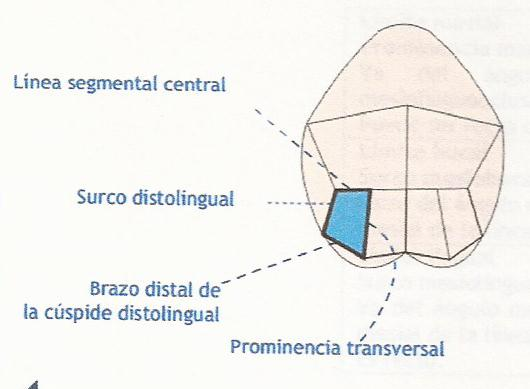 Línea segmental central
Surco distolingual
Brazo distal de
la cúspide distolingual
Prominencia transversal